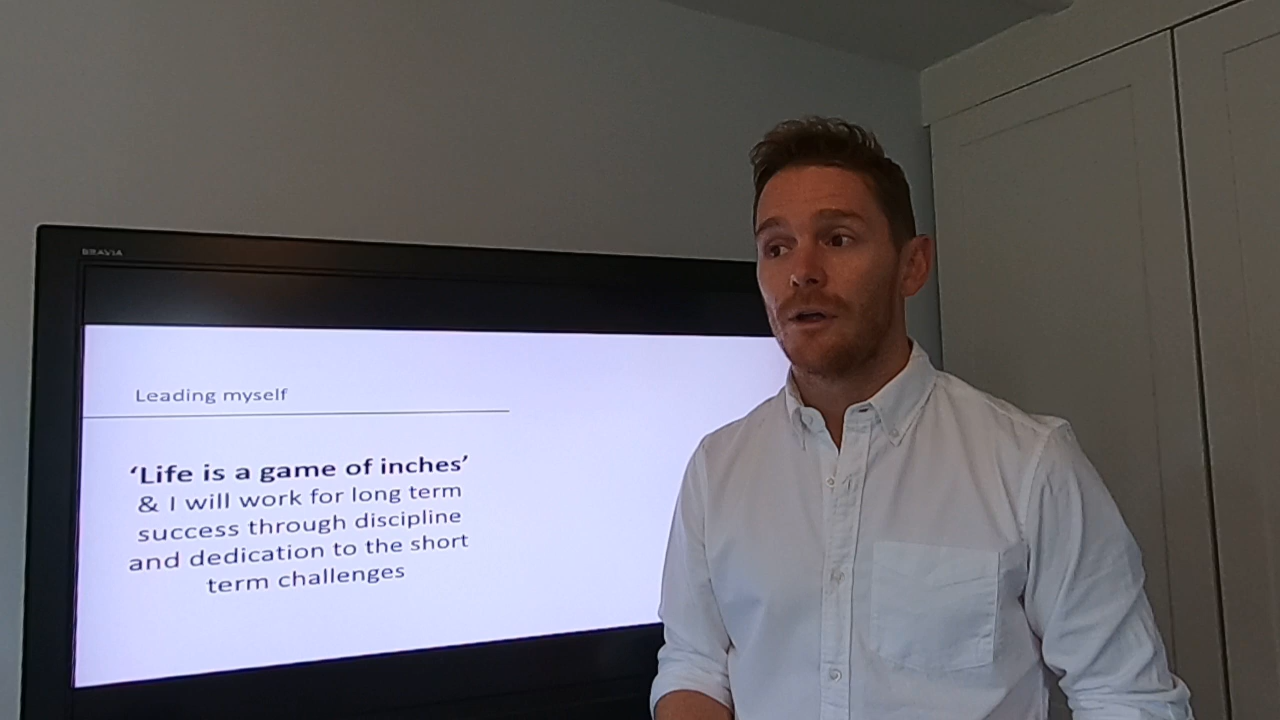 BRAVIA
Leading myself
‘Life is a game of inches’
& I will work for long term
success through discipline
and dedication to the short
term challenges